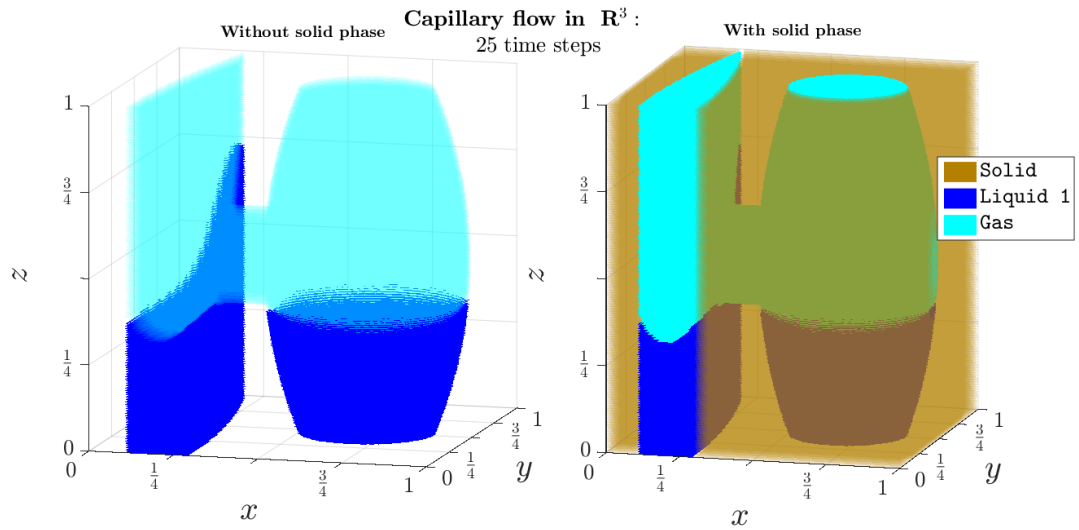 Capillary flow in R³ :
25 time steps
Without solid phase
With solid phase
1
3/4
1/4
0
z
0
1/4
3/4
1
x
0
1/4
3/4
1
y
1
3/4
1/4
0
z
0
1/4
3/4
1
x
0
1/4
3/4
1
y
Solid
Liquid 1
Gas